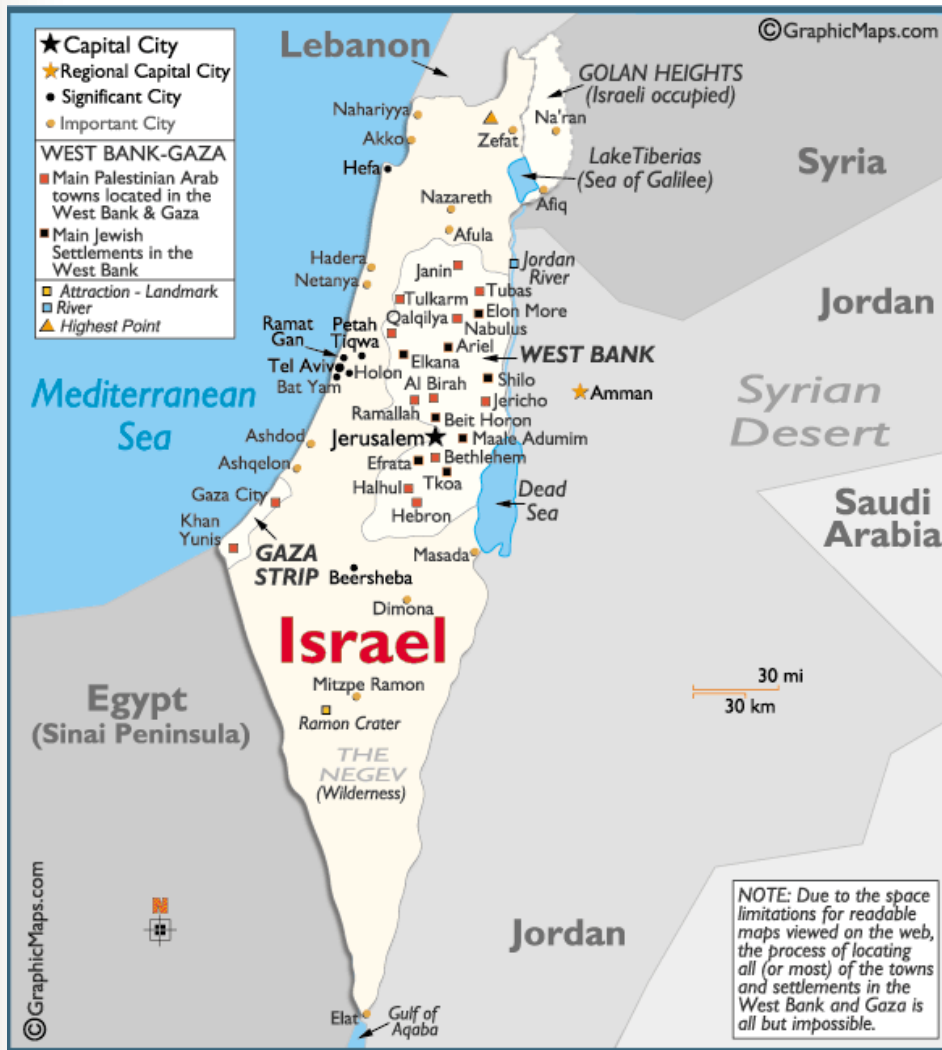 ©GraphicMaps.com
Capital City
Regional Capital City
Significant City
Important City
WEST BANK-GAZA
Main Palestinian Arab
towns located in the
West Bank & Gaza
Main Jewish
Settlements in the
West Bank
Attraction - Landmark
River
Highest Point
Lebanon
GOLAN HEIGHTS
(Israeli occupied)
Nahariyya
Na'ran
Akko
Zefat
Hefa
Lake Tiberias
(Sea of Galilee)
Syria
Nazareth
Afiq
Afula
Hadera
Janin
Jordan
River
Netanya
Tubas
Tulkarm
Elon More
Jordan
Qalqilya
Nabulus
Ramat
Gan
Petah
Tiqwa
Ariel
WEST BANK
Elkana
Tel Aviv
Holon
Shilo
Bat Yam
Al Birah
Jericho
Amman
Mediterranean
Sea
Syrian
Desert
Ramallah
Beit Horon
Ashdod
Jerusalem
Maale Adumim
Ashqelon
Efrata
Bethlehem
Tkoa
Gaza City
Halhul
Dead
Sea
Hebron
Saudi
Arabia
Khan
Yunis
GAZA
STRIP
Masada
Beersheba
Dimona
Israel
Mitzpe Ramon
30 mi
30 km
Egypt
(Sinai Peninsula)
Ramon Crater
THE
NEGEV
(Wilderness)
N
Jordan
NOTE: Due to the space
limitations for readable
maps viewed on the web,
the process of locating
all (or most) of the towns
and settlements in the
West Bank and Gaza is
all but impossible.
Elat
Gulf of
Aqaba
©GraphicMaps.com